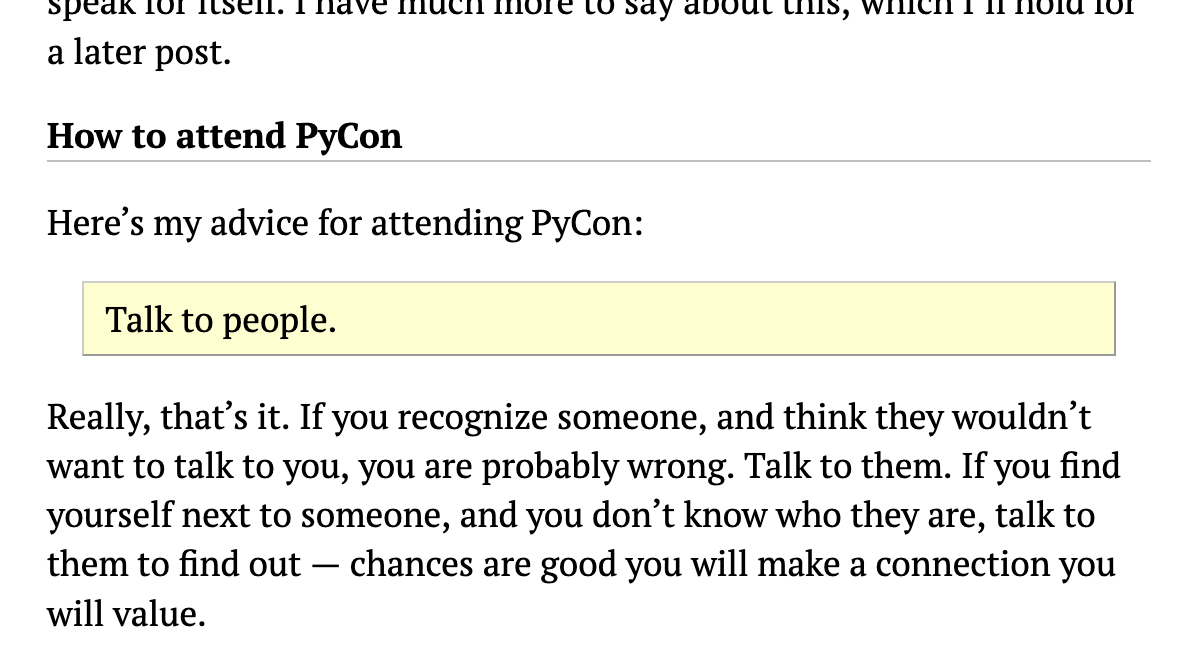 speak for itself. I have much more to say about this, which I'll hold for
a later post.
How to attend PyCon
Here’s my advice for attending PyCon:
Talk to people.
Really, that’s it. If you recognize someone, and think they wouldn’t
want to talk to you, you are probably wrong. Talk to them. If you find
yourself next to someone, and you don’t know who they are, talk to
them to find out — chances are good you will make a connection you
will value.